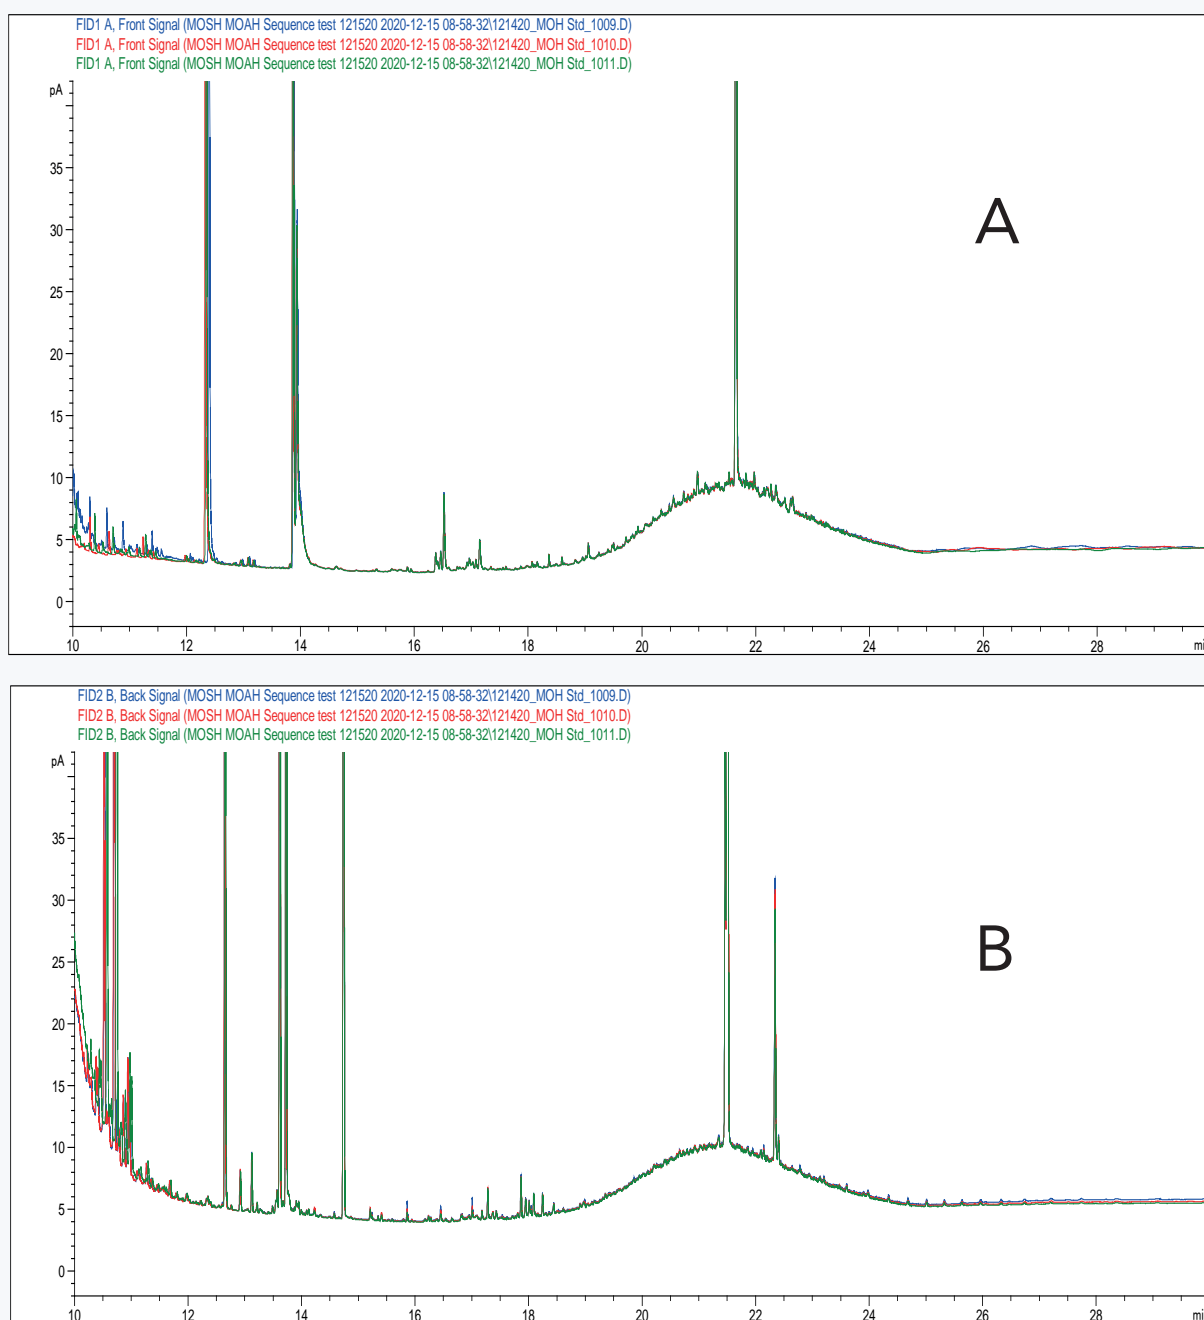 FID1 A, Front Signal (MOSH MOAH Sequence test 121520 2020-12-15 08-58-32\121420_MOH Std_1009.D)
FID1 A, Front Signal (MOSH MOAH Sequence test 121520 2020-12-15 08-58-32\121420_MOH Std_1010.D)
FID1 A, Front Signal (MOSH MOAH Sequence test 121520 2020-12-15 08-58-32\121420_MOH Std_1011.D)
pA
35
30
A
25
20
15
10
5
0
10 12 14 16 18 20 22 24 26 28 mi
FID2 B, Back Signal (MOSH MOAH Sequence test 121520 2020-12-15 08-58-32\121420_MOH Std_1009.D)
FID2 B, Back Signal (MOSH MOAH Sequence test 121520 2020-12-15 08-58-32\121420_MOH Std_1010.D)
FID2 B, Back Signal (MOSH MOAH Sequence test 121520 2020-12-15 08-58-32\121420_MOH Std_1011.D)
pA
35
30
B
25
20
15
10
5
0
10 12 14 16 18 20 22 24 26 28 mi